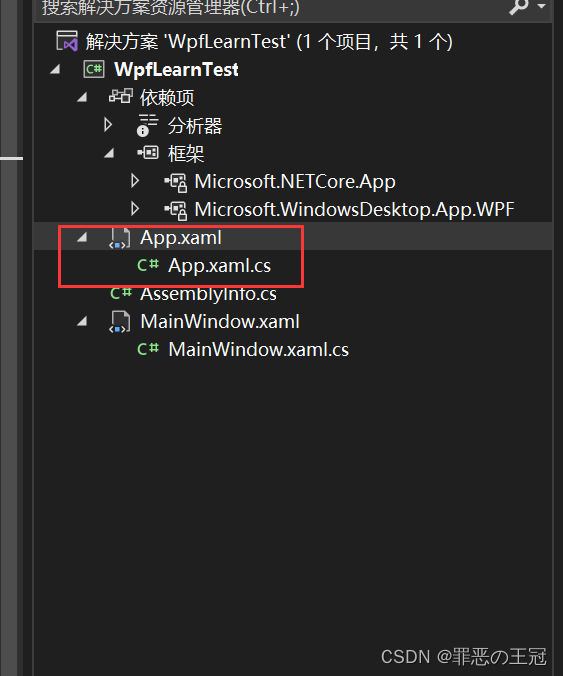 搜索解决方案资源管理器(Ctrl+;)
解决方案 'WpfLearnTest' (1 个项目，共 1 个)
C# WpfLearnTest
依赖项
分析器
框架
Microsoft.NETCore.App
Microsoft.WindowsDesktop.App.WPF
App.xaml
C# App.xaml.cs
C# AssemblyInfo.cs
MainWindow.xaml
C# MainWindow.xaml.cs
CSDN @罪恶の王冠